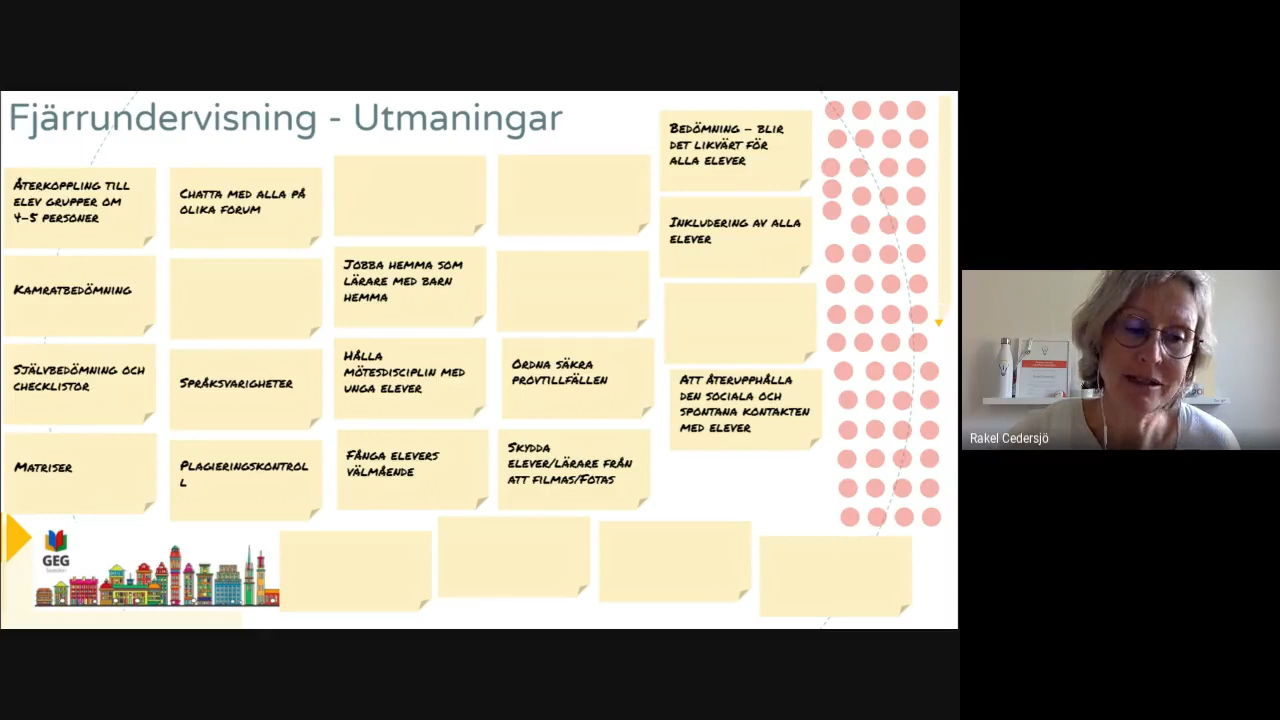 Fjärrundervisning - Utmaningar
ÅTERKOPPLING TILL
ELEV GRUPPER OM
4-5 PERSONER
KAMRATBEDÖMNING
SJÄLVBEDÖMNING OCH
CHECKLISTOR
MATRISER
CHATTA MED ALLA PÅ
OLIKA FORUM
SPRÅKSVARIGHETER
PLAGIERINGSKONTROL
L
JOBBA HEMMA SOM
LÄRARE MED BARN
HEMMA
HÅLLA
MÖTESDISCIPLIN MED
UNGA ELEVER
FÅNGA ELEVERS
VÄLMÅENDE
ORDNA SÄKRA
PROVTILLFÄLLEN
SKYDDA
ELEVER/LÄRARE FRÅN
ATT FILMAS/FOTAS
BEDÖMNING - BLIR
DET LIKVÄRT FÖR
ALLA ELEVER
INKLUDERING AV ALLA
ELEVER
ATT ÅTERUPPHÅLLA
DEN SOCIALA OCH
SPONTANA KONTAKTEN
MED ELEVER
GEG
Rakel Cedersjö